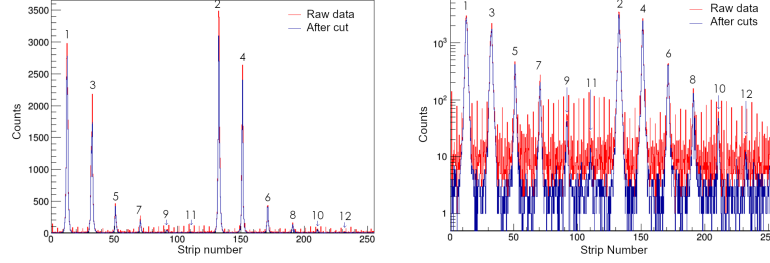 3500
3000
2500
2000
1500
1000
500
0
Counts
0 50 100 150 200 250
Strip number
Raw data
After cut
1 2 3 4 5 6 7 8 9 10 11 12
10³
10²
10
1
Counts
0 50 100 150 200 250
Strip Number
Raw data
After cuts
1 2 3 4 5 6 7 8 9 10 11 12